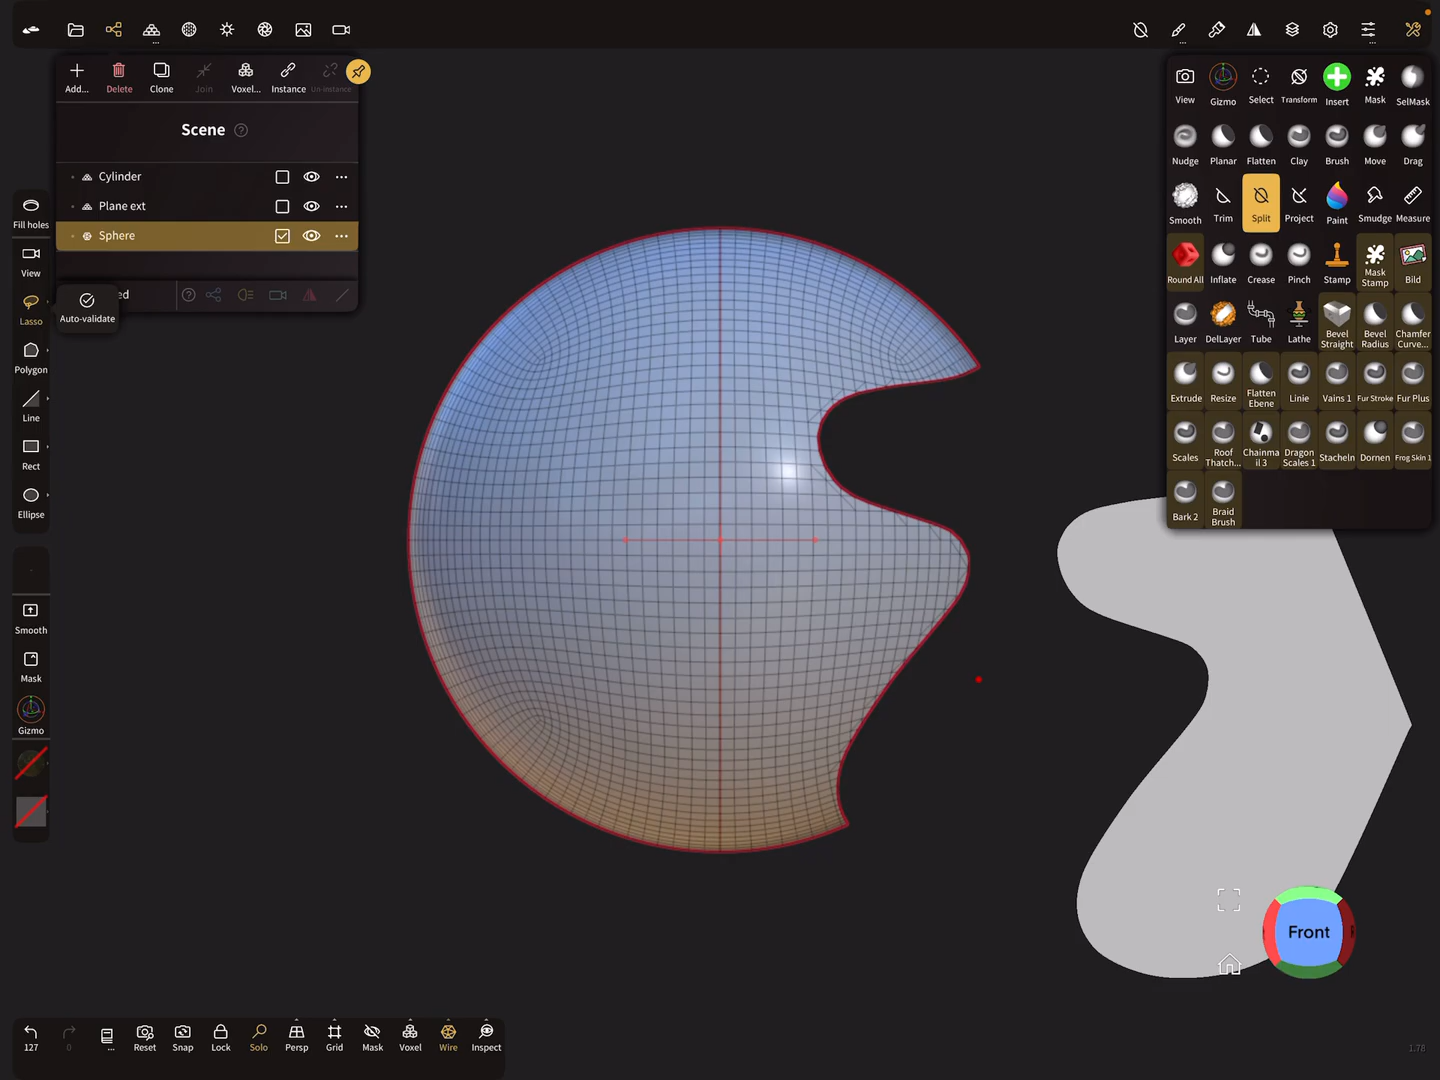 Add...
Delete
Clone
Join
Voxel...
Instance
Un-instance
Scene
?
Cylinder
Plane ext
Sphere
ed
?
Fill holes
View
Lasso
Auto-validate
Polygon
Line
Rect
Ellipse
Smooth
Mask
Gizmo
View
Gizmo
Select
Transform
Insert
Mask
SelMask
Nudge
Planar
Flatten
Clay
Brush
Move
Drag
Smooth
Trim
Split
Project
Paint
Smudge
Measure
Round All
Inflate
Crease
Pinch
Stamp
Mask
Stamp
Bild
Layer
DelLayer
Tube
Lathe
Bevel
Straight
Bevel
Radius
Chamfer
Curve...
Extrude
Resize
Flatten
Ebene
Linie
Vains 1
Fur Stroke
Fur Plus
Scales
Roof
Thatch...
Chainma
il 3
Dragon
Scales 1
Stacheln
Dornen
Frog Skin 1
Bark 2
Braid
Brush
Front
127
0
...
Reset
Snap
Lock
Solo
Persp
Grid
Mask
Voxel
Wire
Inspect
1.78